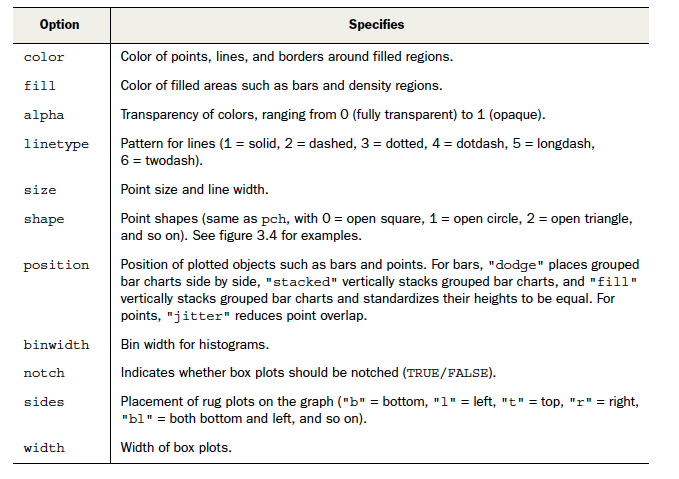 Option Specifies
color Color of points, lines, and borders around filled regions.
fill Color of filled areas such as bars and density regions.
alpha Transparency of colors, ranging from 0 (fully transparent) to 1 (opaque).
linetype Pattern for lines (1 = solid, 2 = dashed, 3 = dotted, 4 = dotdash, 5 = longdash,
6 = twodash).
size Point size and line width.
shape Point shapes (same as pch, with 0 = open square, 1 = open circle, 2 = open triangle,
and so on). See figure 3.4 for examples.
position Position of plotted objects such as bars and points. For bars, "dodge" places grouped
bar charts side by side, "stacked" vertically stacks grouped bar charts, and "fill"
vertically stacks grouped bar charts and standardizes their heights to be equal. For
points, "jitter" reduces point overlap.
binwidth Bin width for histograms.
notch Indicates whether box plots should be notched (TRUE/FALSE).
sides Placement of rug plots on the graph ("b" = bottom, "l" = left, "t" = top, "r" = right,
"bl" = both bottom and left, and so on).
width Width of box plots.